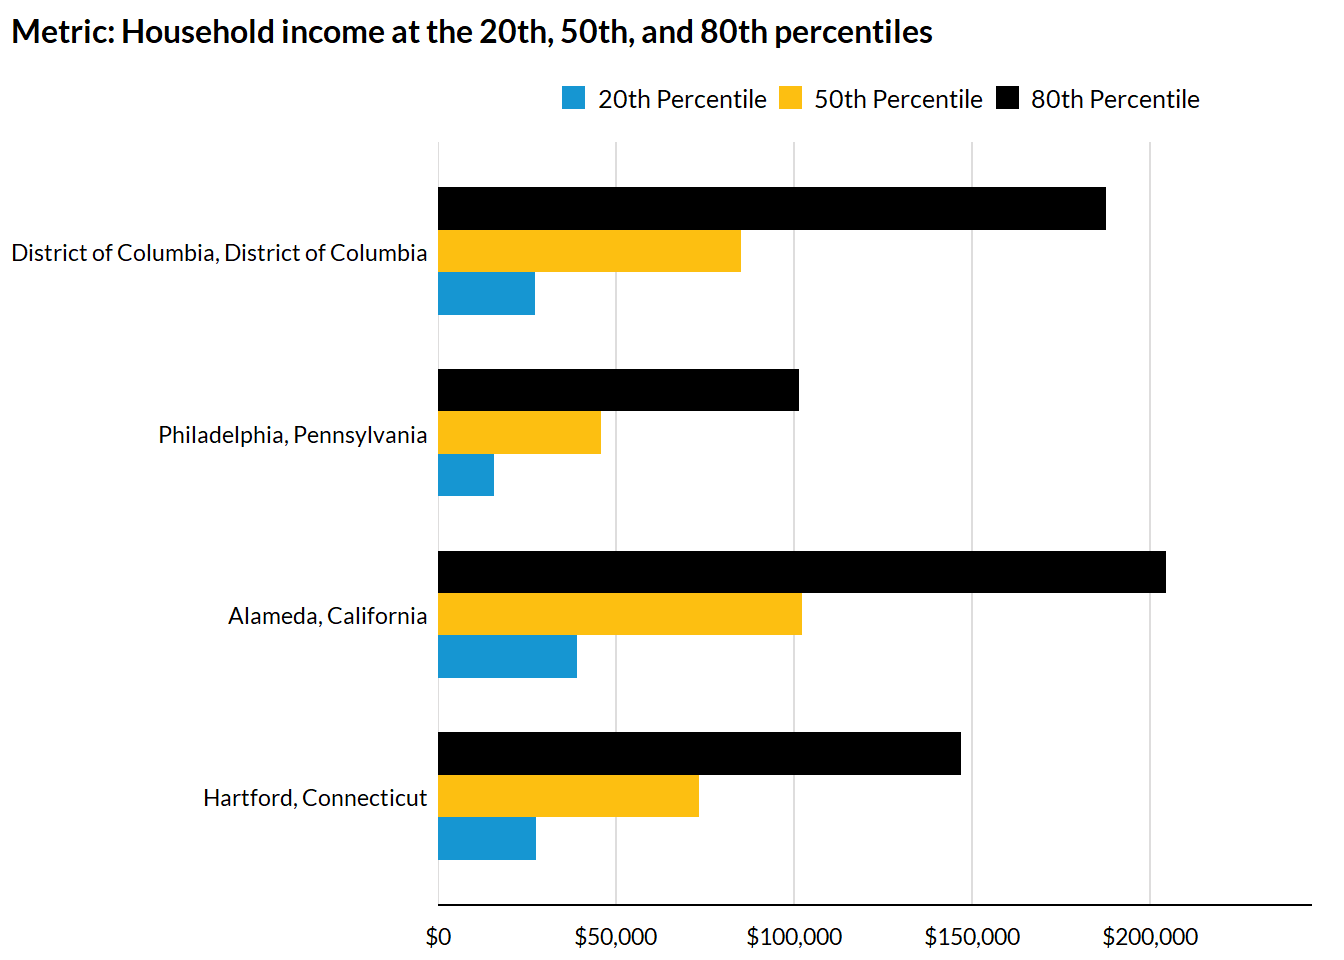 Metric: Household income at the 20th, 50th, and 80th percentiles
20th Percentile 50th Percentile 80th Percentile
District of Columbia, District of Columbia
Philadelphia, Pennsylvania
Alameda, California
Hartford, Connecticut
$0 $50,000 $100,000 $150,000 $200,000